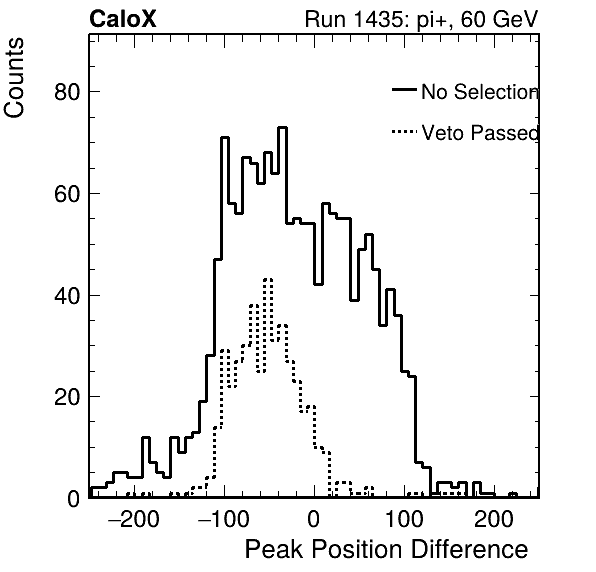 CaloX Run 1435: pi+, 60 GeV
Counts
No Selection
Veto Passed
80
60
40
20
0
−200 −100 0 100 200
Peak Position Difference